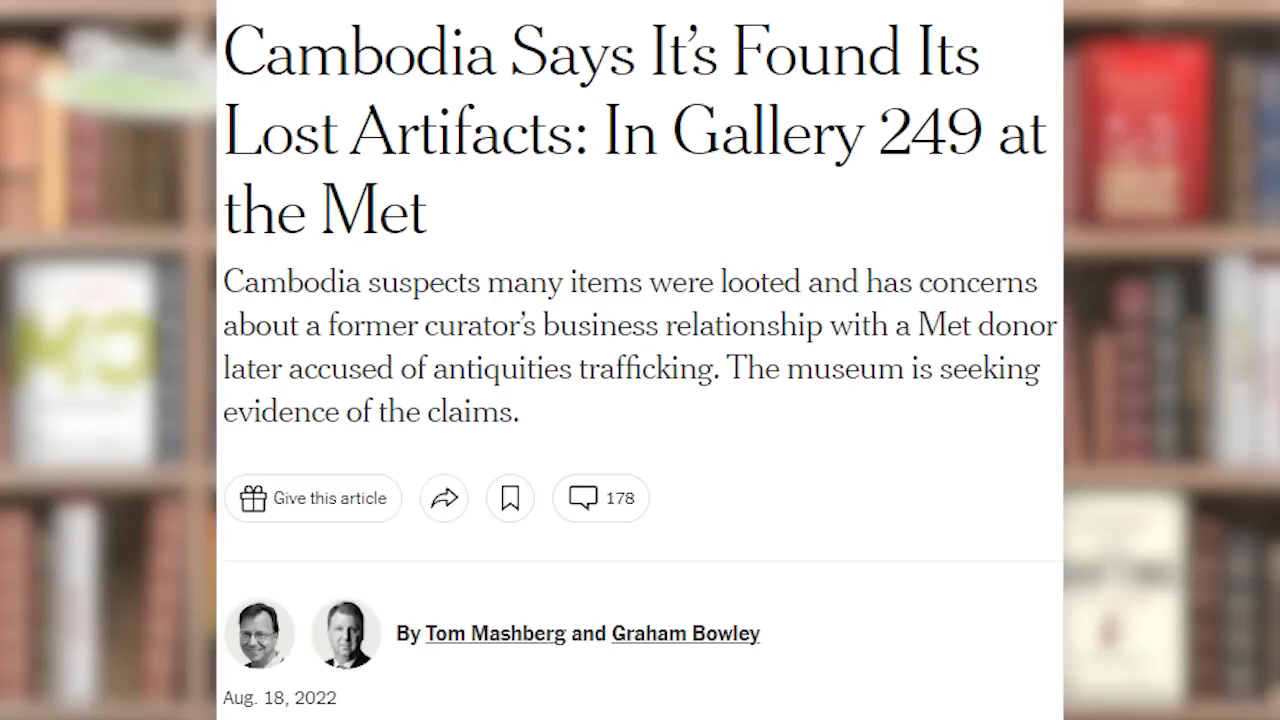 Cambodia Says It’s Found Its
Lost Artifacts: In Gallery 249 at
the Met
Cambodia suspects many items were looted and has concerns
about a former curator’s business relationship with a Met donor
later accused of antiquities trafficking. The museum is seeking
evidence of the claims.
Give this article
178
By Tom Mashberg and Graham Bowley
Aug. 18, 2022